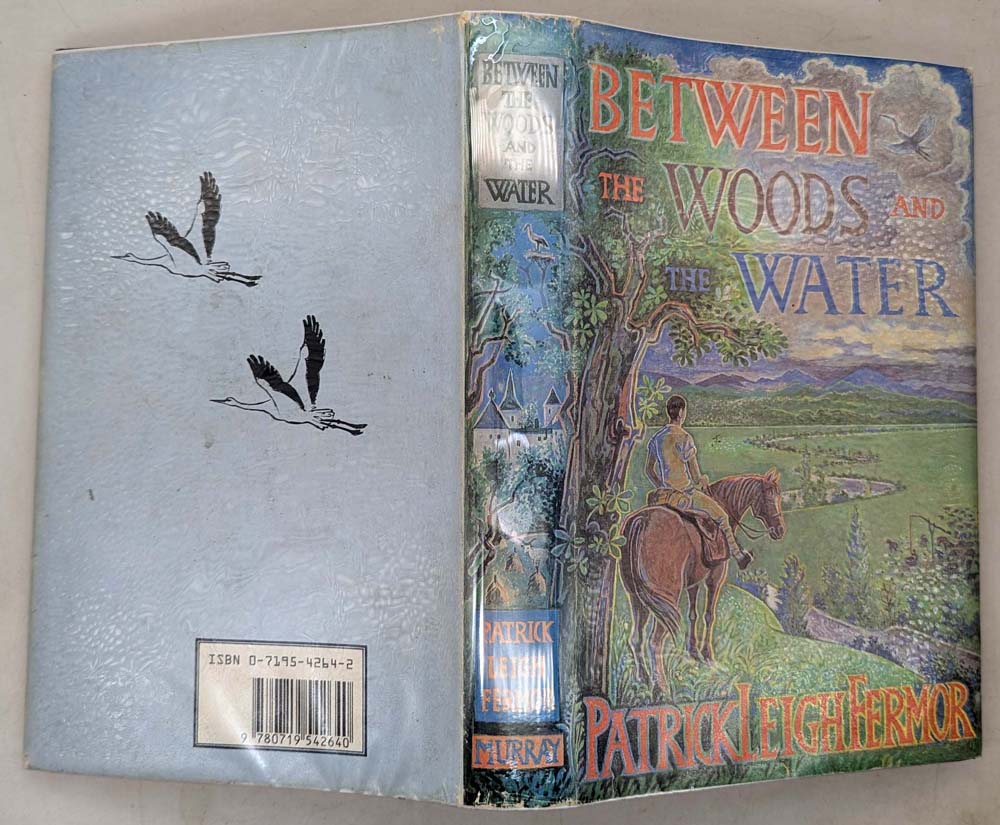 ISBN 0-7195-4264-2
9 780719 542640
BETWEEN
THE
WOODS
AND
THE
WATER
PATRICK
LEIGH
FERMOR
MURRAY
BETWEEN
THE WOODS AND
THE WATER
PATRICK LEIGH FERMOR